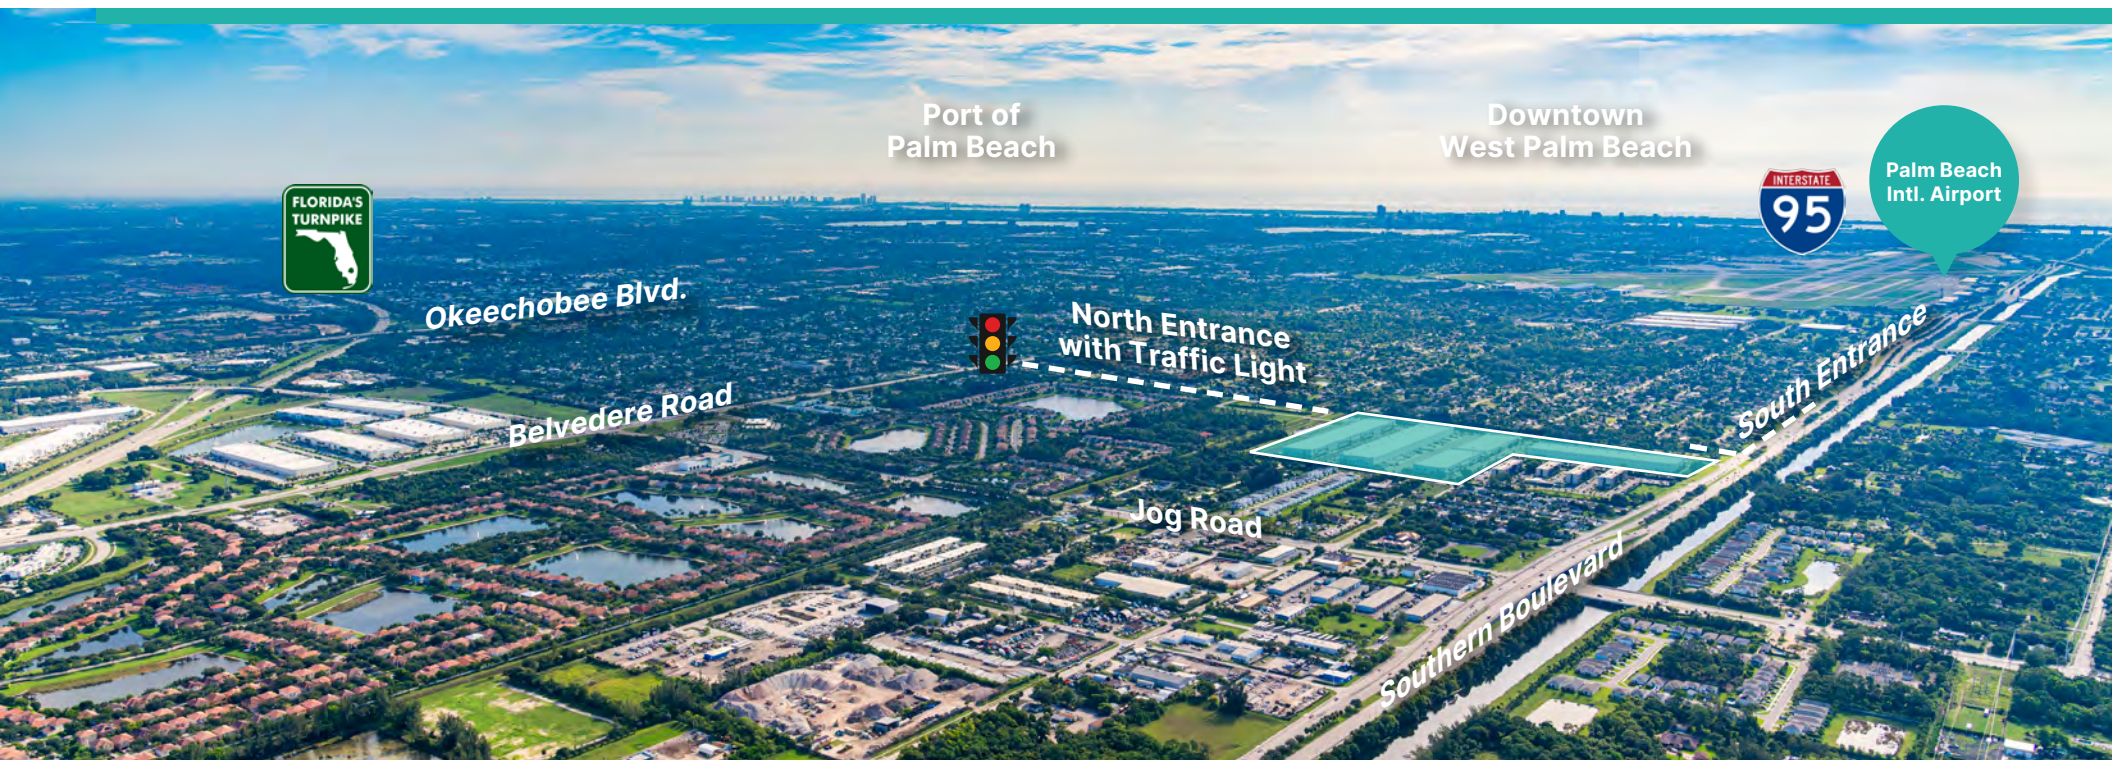 Port of
Palm Beach
Downtown
West Palm Beach
INTERSTATE
95
Palm Beach
Intl. Airport
FLORIDA'S
TURNPIKE
Okeechobee Blvd.
North Entrance
with Traffic Light
South Entrance
Belvedere Road
Jog Road
Southern Boulevard